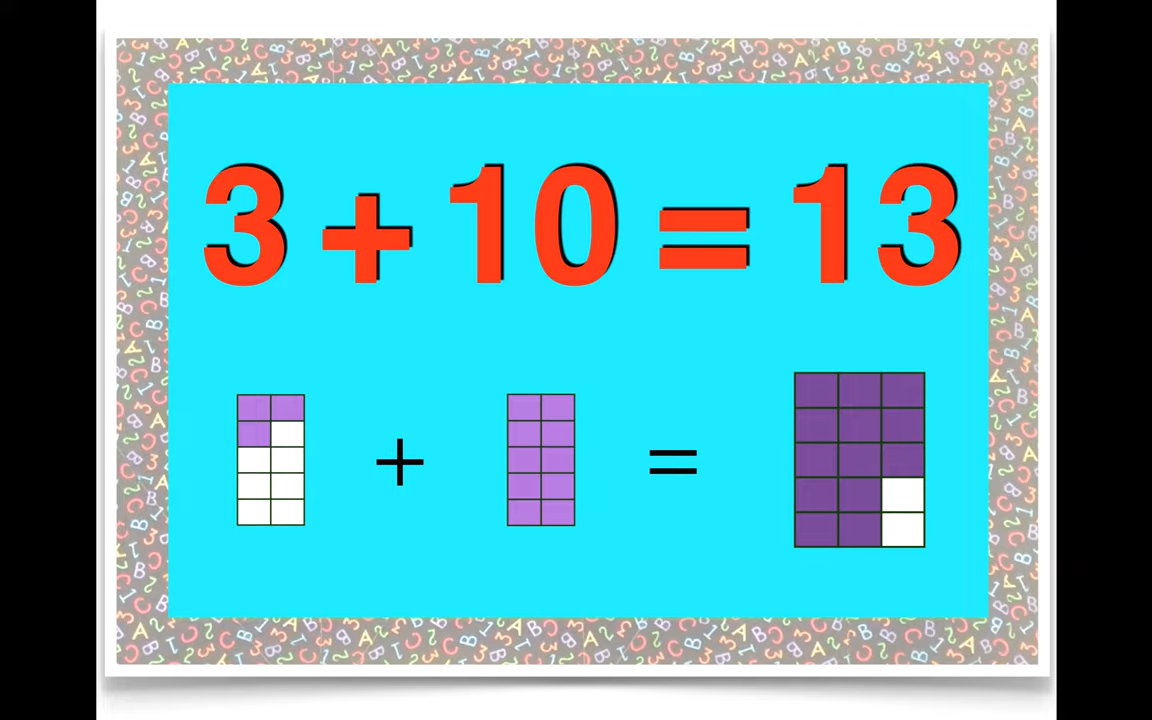 3 + 10 = 13
+ =